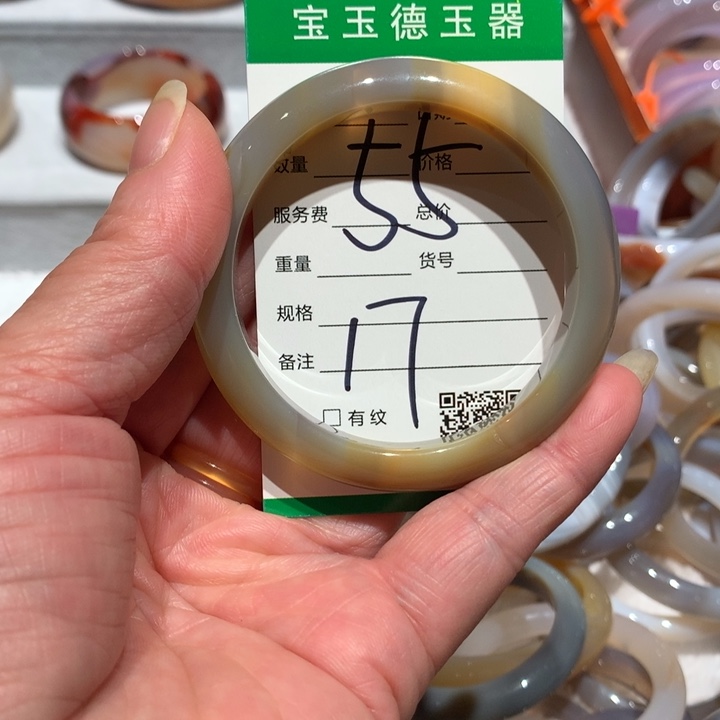 宝玉德玉器
数量 价格
55
服务费 总价
重量 货号
规格
17
备注
有纹